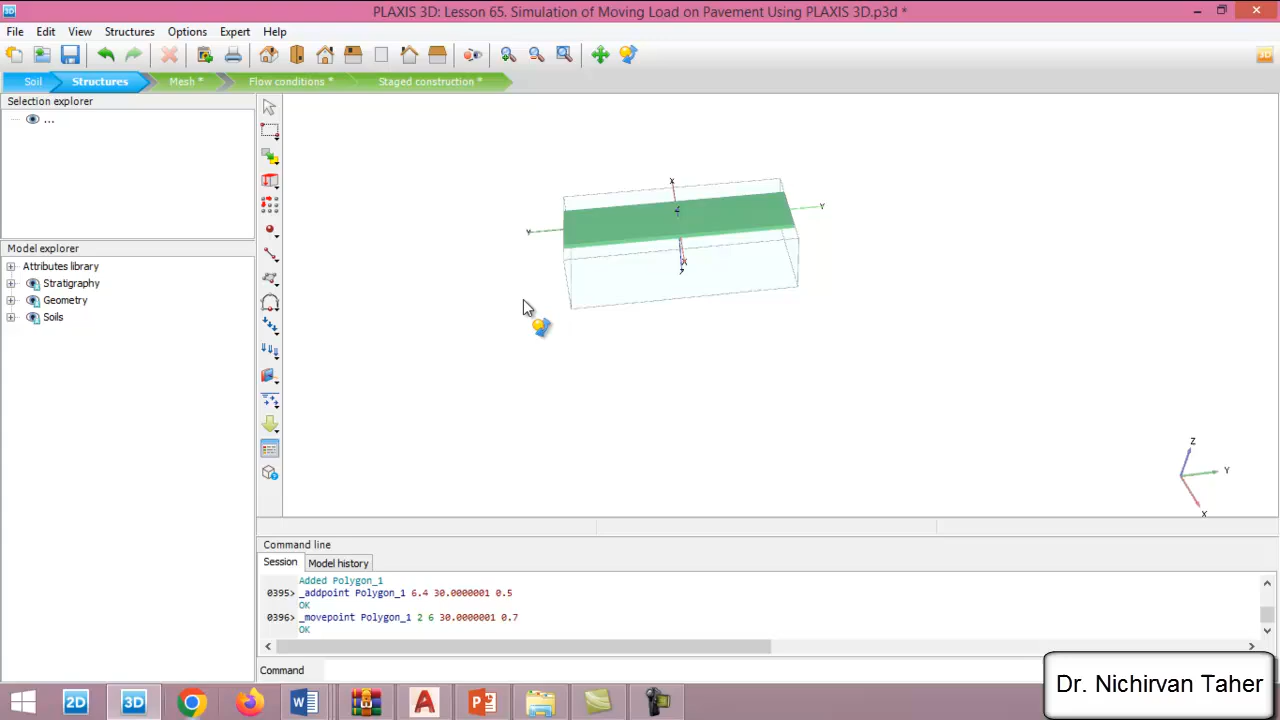 PLAXIS 3D: Lesson 65. Simulation of Moving Load on Pavement Using PLAXIS 3D.p3d *
File Edit View Structures Options Expert Help
Soil Structures Mesh * Flow conditions * Staged construction *
Selection explorer
...
Model explorer
Attributes library
Stratigraphy
Geometry
Soils
X
Y
Y
Z
X
Z
Y
X
Command line
Session Model history
Added Polygon_1
0395> _addpoint Polygon_1 6.4 30.0000001 0.5
OK
0396> _movepoint Polygon_1 2 6 30.0000001 0.7
OK
Command
Dr. Nichirvan Taher
2D 3D